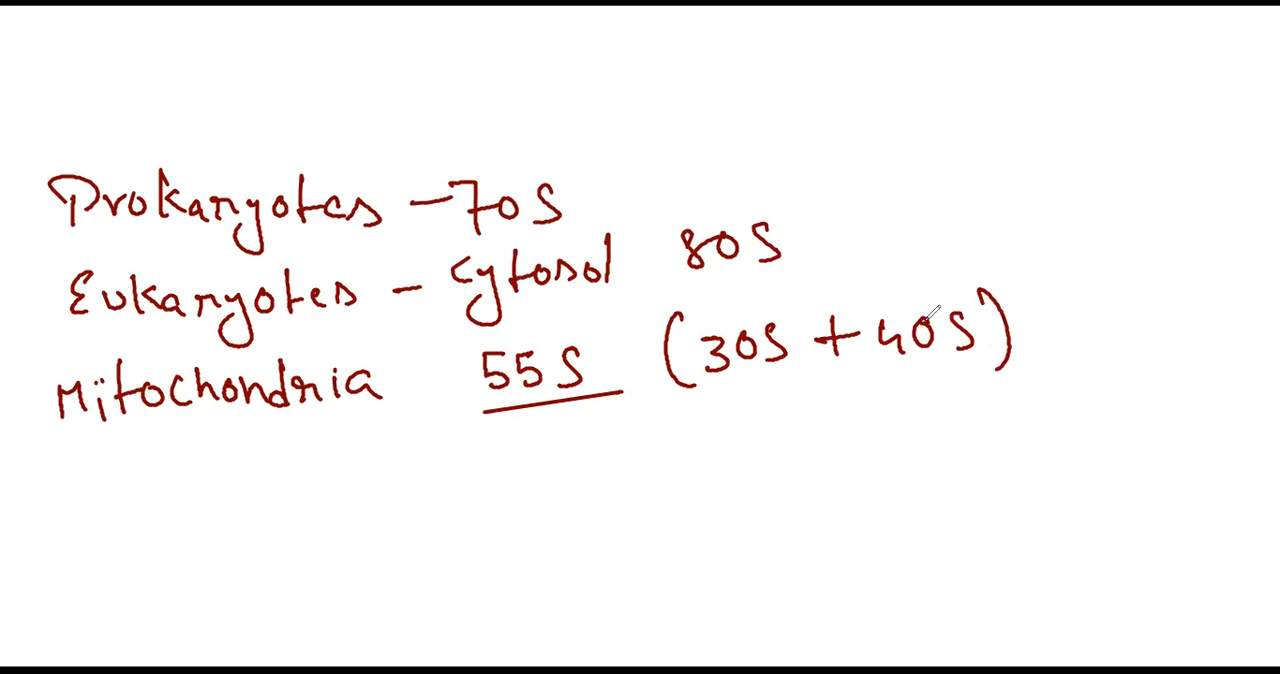 Prokaryotes - 70S
Eukaryotes - Cytosol 80S
Mitochondria 55S (30S + 40S)